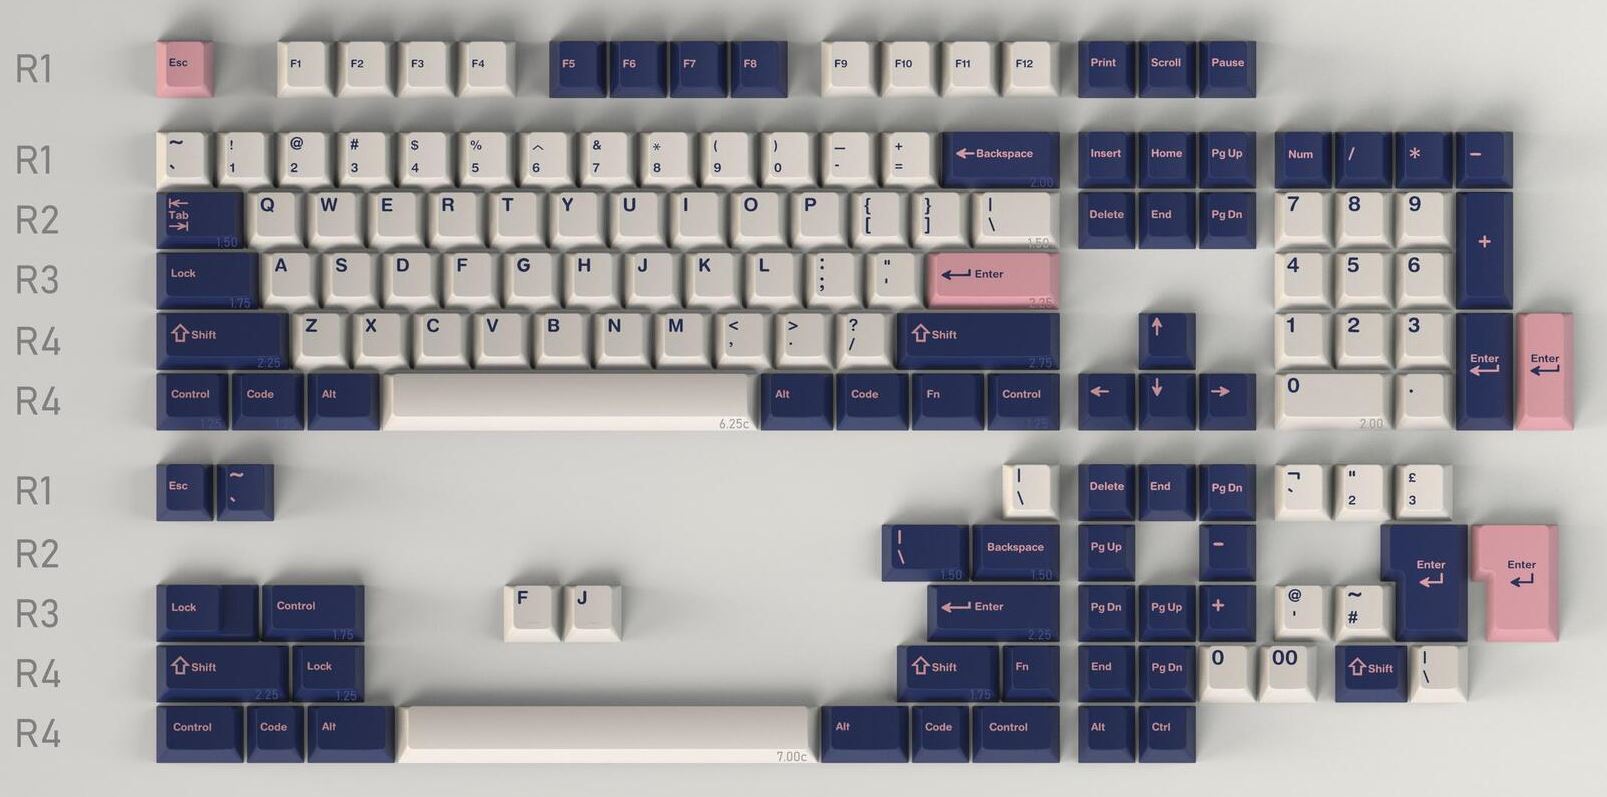 R1 Esc F1 F2 F3 F4 F5 F6 F7 F8 F9 F10 F11 F12 Print Scroll Pause
R1 ~ ` ! 1 @ 2 # 3 $ 4 % 5 ^ 6 & 7 * 8 ( 9 ) 0 — - + = ← Backspace 2.00 Insert Home Pg Up Num / * -
R2 Tab 1.50 Q W E R T Y U I O P { [ } ] | \ 1.50 Delete End Pg Dn 7 8 9 +
R3 Lock 1.75 A S D F G H J K L : ; " ' Enter 2.25 4 5 6
R4 Shift 2.25 Z X C V B N M < , > . ? / Shift 2.75 ↑ 1 2 3 Enter Enter
R4 Control 1.25 Code Alt 6.25c Alt Code Fn Control 1.25 ← ↓ → 0 2.00 .
R1 Esc ~ ` | \ Delete End Pg Dn ¬ ` " 2 £ 3
R2 | \ 1.50 Backspace 1.50 Pg Up - Enter Enter
R3 Lock Control 1.75 F J Enter 2.25 Pg Dn Pg Up + @ ' ~ #
R4 Shift 2.25 Lock 1.25 Shift 1.75 Fn End Pg Dn 0 00 Shift | \
R4 Control Code Alt 7.00c Alt Code Control Alt Ctrl